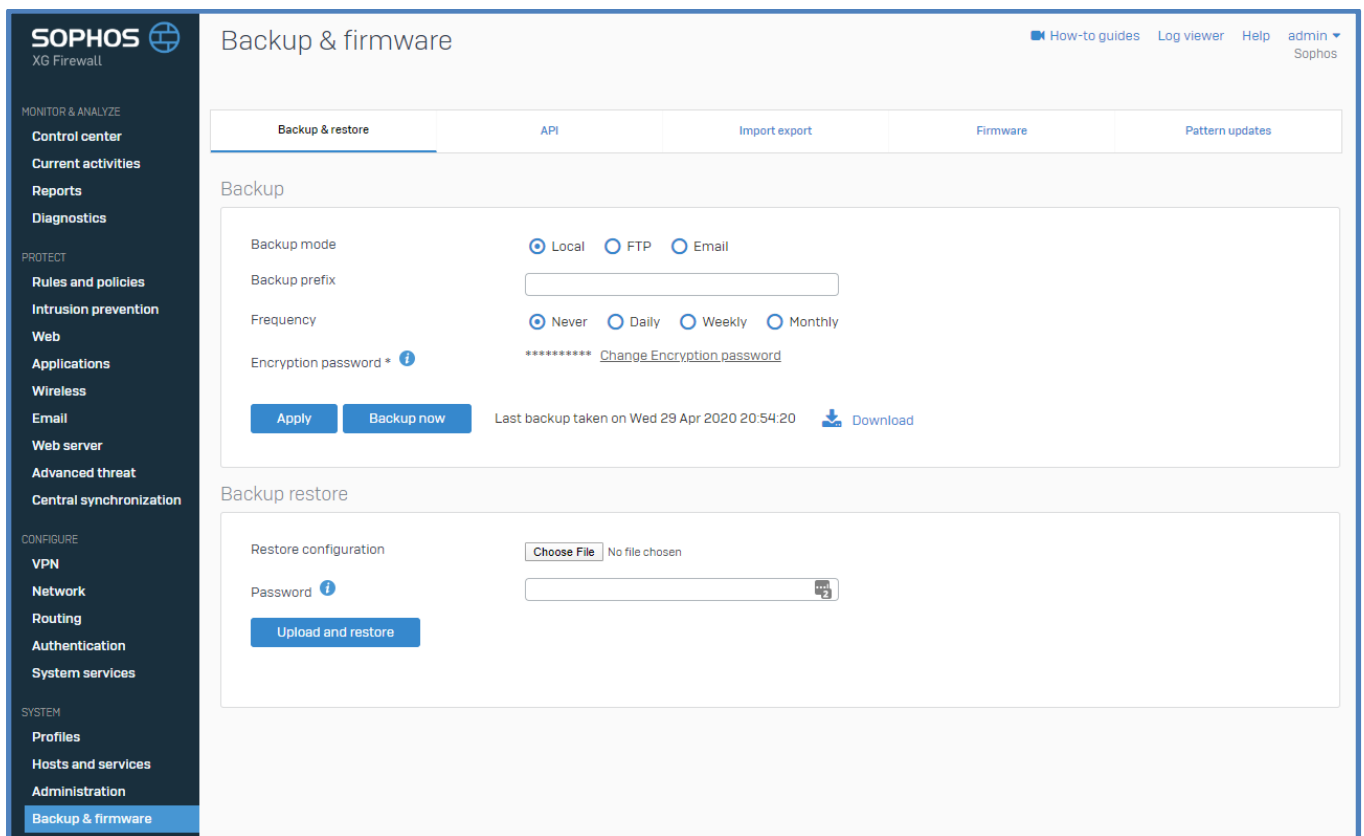 SOPHOS
XG Firewall
Backup & firmware
How-to guides Log viewer Help admin
Sophos
MONITOR & ANALYZE
Control center
Current activities
Reports
Diagnostics
PROTECT
Rules and policies
Intrusion prevention
Web
Applications
Wireless
Email
Web server
Advanced threat
Central synchronization
CONFIGURE
VPN
Network
Routing
Authentication
System services
SYSTEM
Profiles
Hosts and services
Administration
Backup & firmware
Backup & restore API Import export Firmware Pattern updates
Backup
Backup mode Local FTP Email
Backup prefix
Frequency Never Daily Weekly Monthly
Encryption password * i ********** Change Encryption password
Apply Backup now Last backup taken on Wed 29 Apr 2020 20:54:20 Download
Backup restore
Restore configuration Choose File No file chosen
Password i 2
Upload and restore